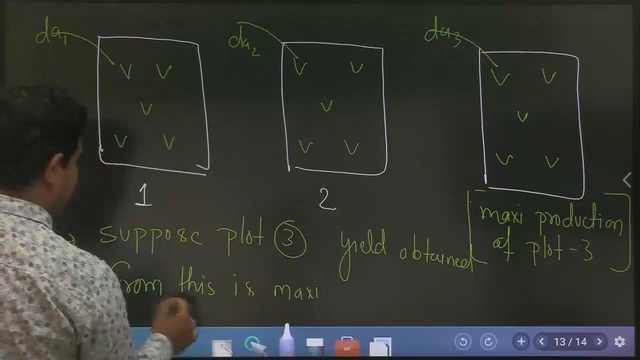 da1 da2 da3
V V V V V V
V V V
V V V V V V
1 2
maxi production
of plot-3
suppose plot 3 yield obtained
from this is maxi
13 / 14